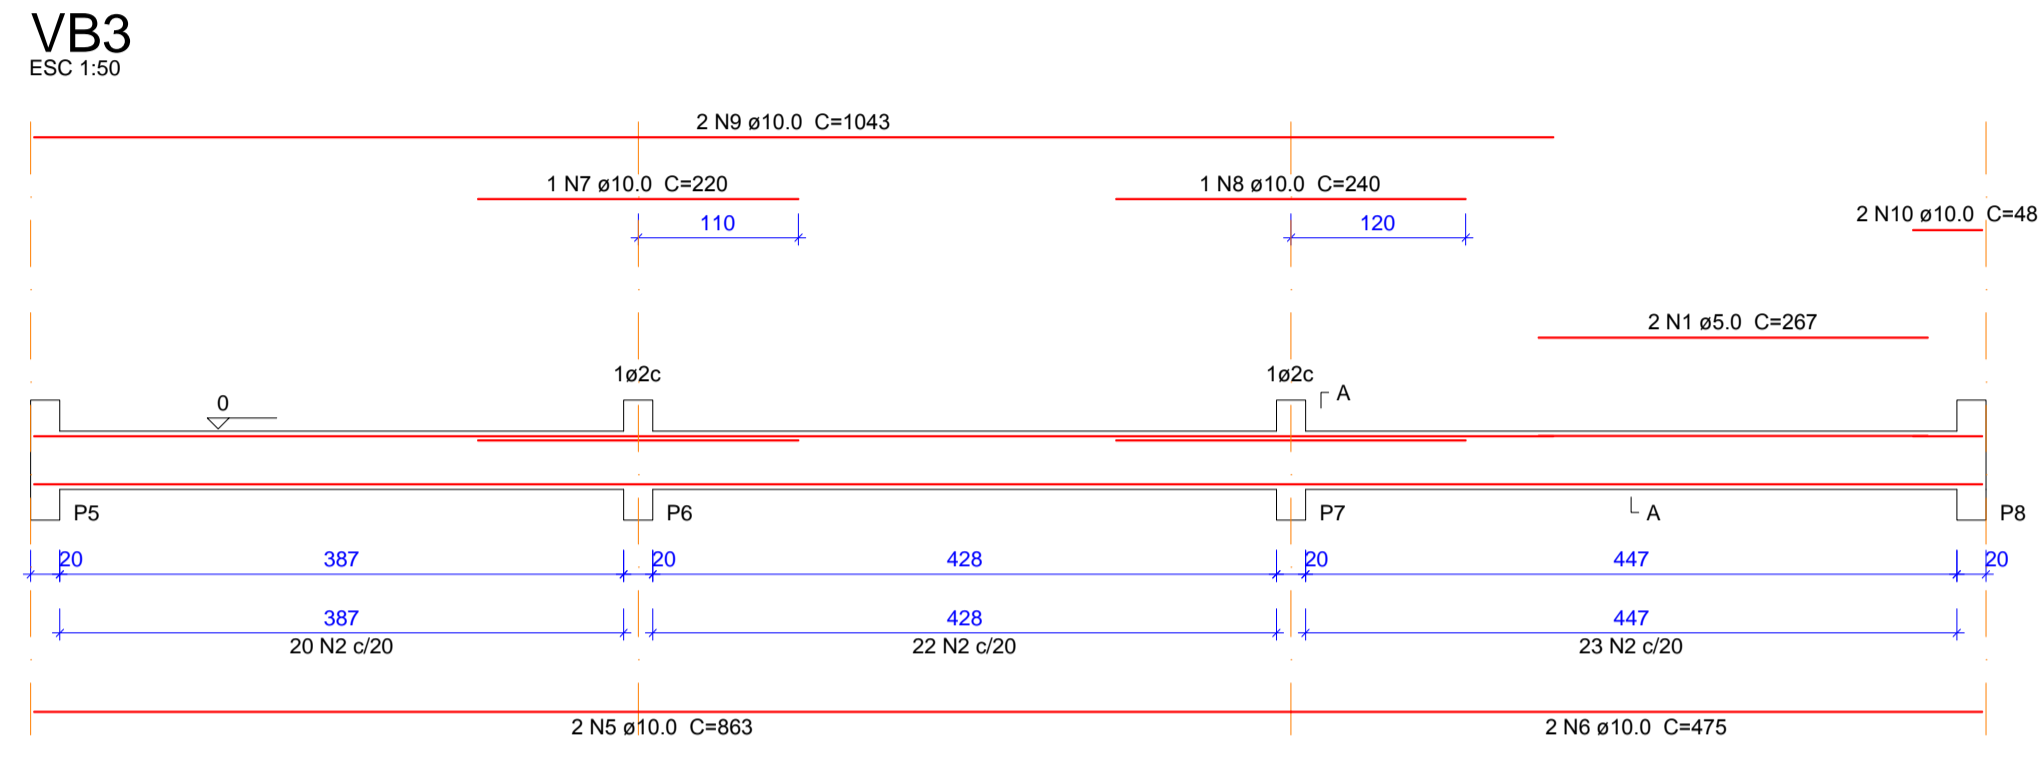 VB3
ESC 1:50
2 N9 ø10.0 C=1043
1 N7 ø10.0 C=220
1 N8 ø10.0 C=240
2 N10 ø10.0 C=48
110
120
2 N1 ø5.0 C=267
1ø2c
1ø2c
A
0
P5
P6
P7
A
P8
20
387
20
428
20
447
20
387
428
447
20 N2 c/20
22 N2 c/20
23 N2 c/20
2 N5 ø10.0 C=863
2 N6 ø10.0 C=475